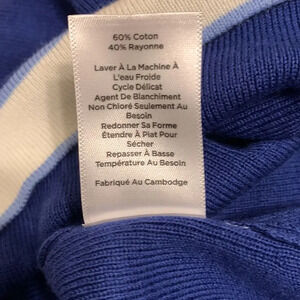 60% Coton
40% Rayonne
Laver À La Machine À
L'eau Froide
Cycle Délicat
Agent De Blanchiment
Non Chloré Seulement Au
Besoin
Redonner Sa Forme
Étendre À Plat Pour
Sécher
Repasser À Basse
Température Au Besoin
Fabriqué Au Cambodge